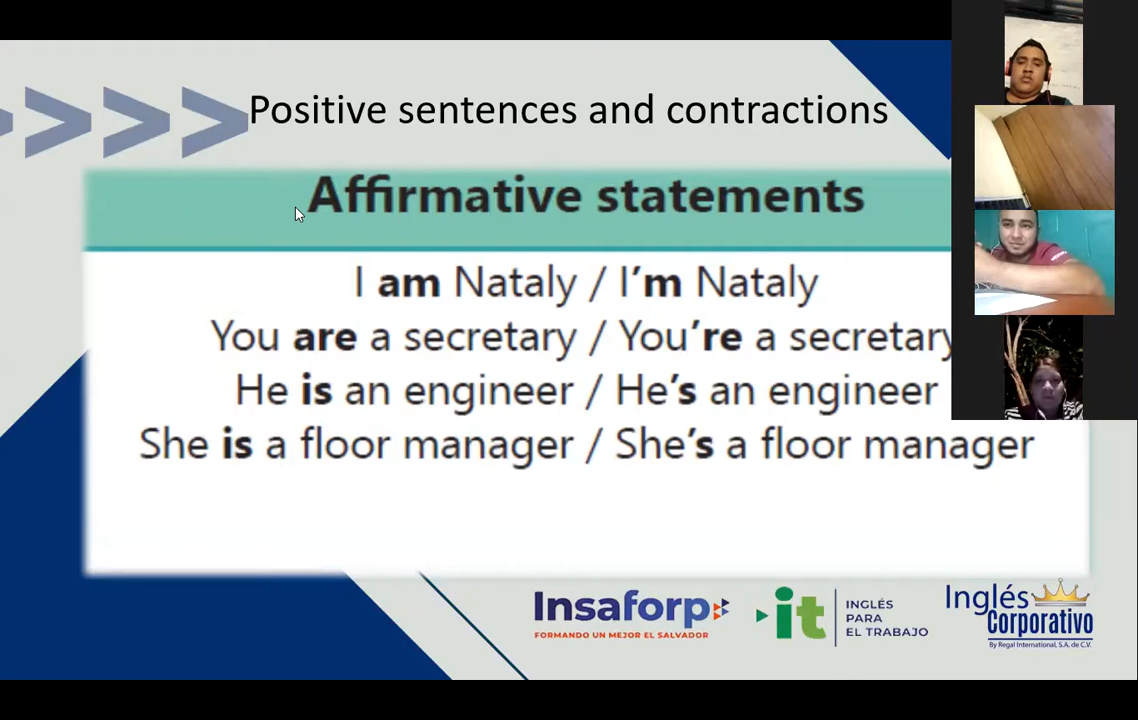 Positive sentences and contractions
Affirmative statements
I am Nataly / I'm Nataly
You are a secretary / You're a secretary
He is an engineer / He's an engineer
She is a floor manager / She's a floor manager
Insaforp
FORMANDO UN MEJOR EL SALVADOR
it
INGLÉS
PARA
EL TRABAJO
Inglés
Corporativo
By Regal International, S.A. de C.V.